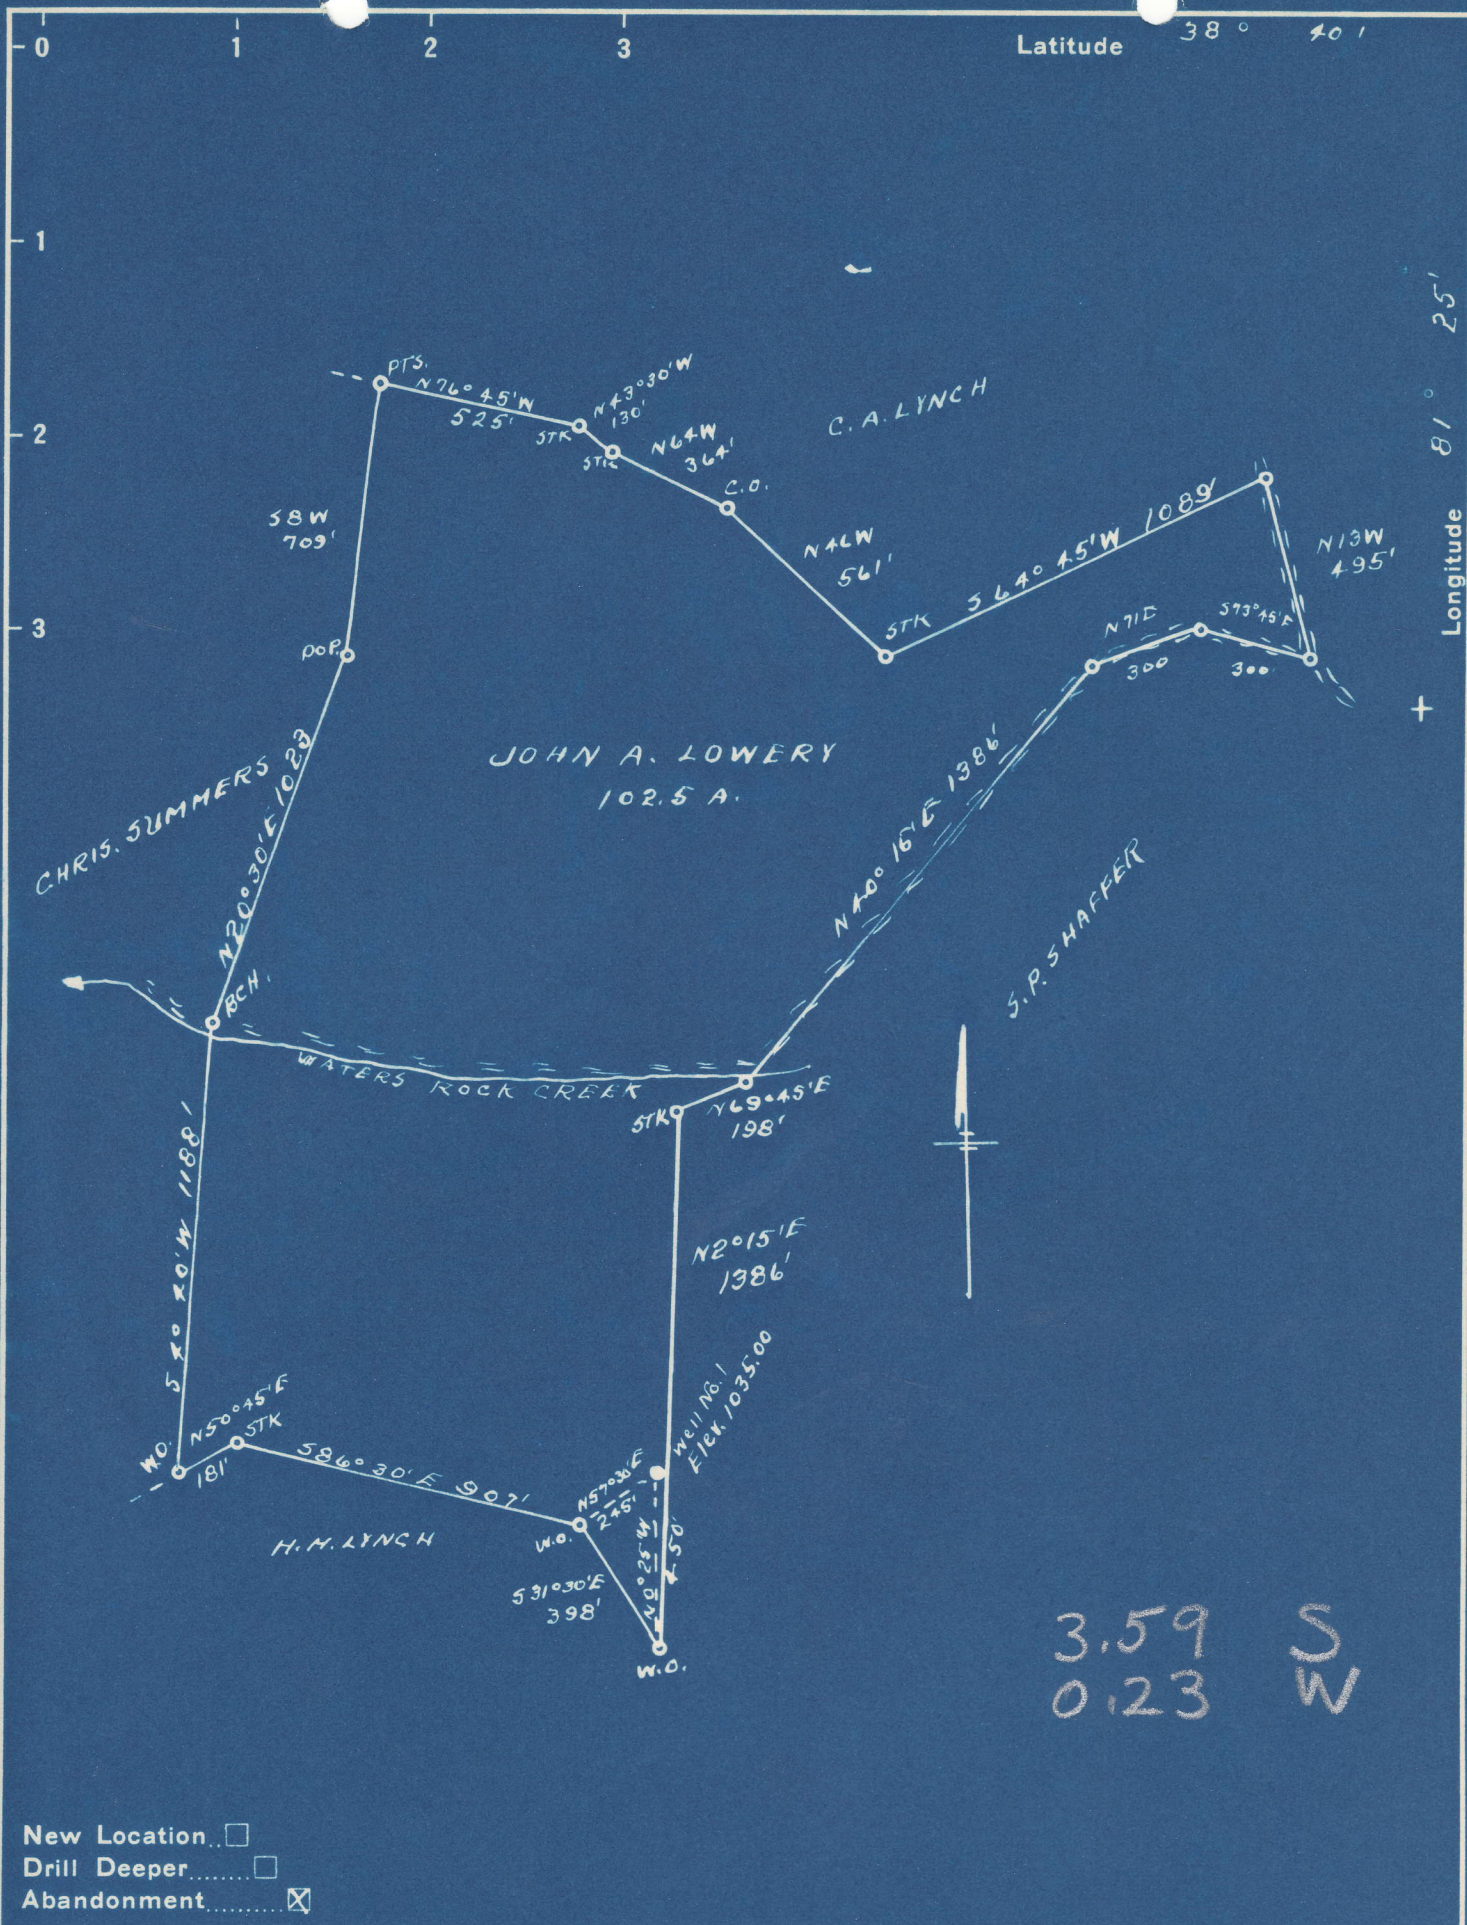 0 1 2 3
Latitude 38° 40'
1
2
3
Longitude 81° 25'
PTS.
N76°45'W
525'
STK
N43°30'W
130'
STK
N64W
364'
C.O.
C. A. LYNCH
N46W
561'
STK
S64°45'W 1089'
N13W
495'
S73°45'E
300
N71E
300
S8W
709'
POP.
JOHN A. LOWERY
102.5 A.
CHRIS. SUMMERS
N20°30'E 1023
N40°15'E 1386'
S.P. SHAFFER
BCH.
WATERS ROCK CREEK
STK
N69°45'E
198'
1188'
N2°15'E
1386'
Well No. 1
Elev. 1035.00
W.O.
N50°45'E
181'
STK
S86°30'E 907'
N57°30'E
245'
W.O.
H.M. LYNCH
S31°30'E
398'
N0°25'W
250'
W.O.
3.59 S
0.23 W
New Location..
Drill Deeper........
Abandonment.......... X